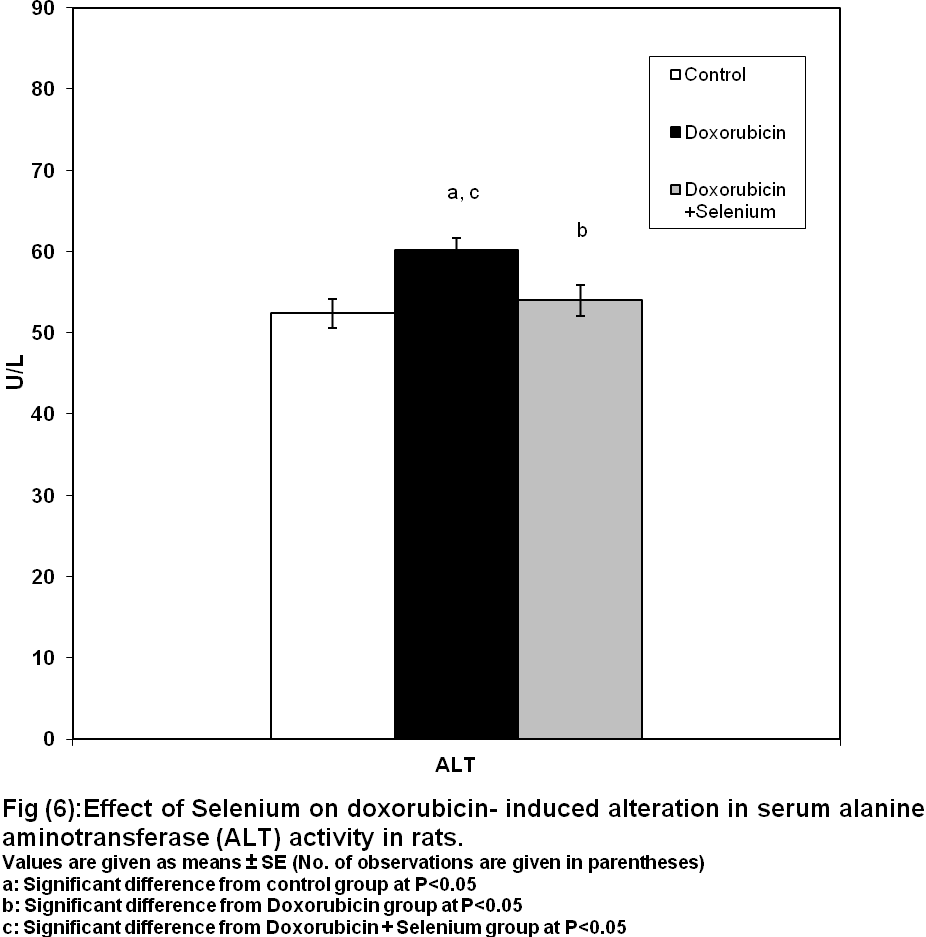 90
80
70
60
50
40
30
20
10
0
U/L
Control
Doxorubicin
Doxorubicin
+Selenium
a, c
b
ALT
Fig (6):Effect of Selenium on doxorubicin- induced alteration in serum alanine
aminotransferase (ALT) activity in rats.
Values are given as means ± SE (No. of observations are given in parentheses)
a: Significant difference from control group at P<0.05
b: Significant difference from Doxorubicin group at P<0.05
c: Significant difference from Doxorubicin + Selenium group at P<0.05